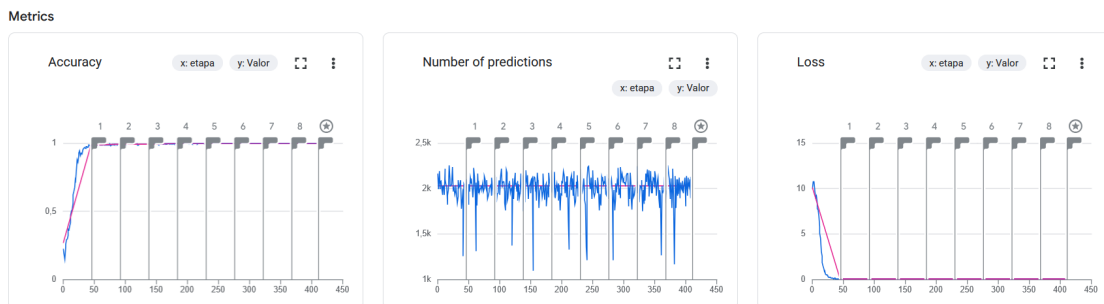 Metrics
Accuracy
x: etapa
y: Valor
1 2 3 4 5 6 7 8
1
0,5
0
0 50 100 150 200 250 300 350 400 450
Number of predictions
x: etapa
y: Valor
1 2 3 4 5 6 7 8
2,5k
2k
1,5k
1k
0 50 100 150 200 250 300 350 400 450
Loss
x: etapa
y: Valor
1 2 3 4 5 6 7 8
15
10
5
0
0 50 100 150 200 250 300 350 400 450